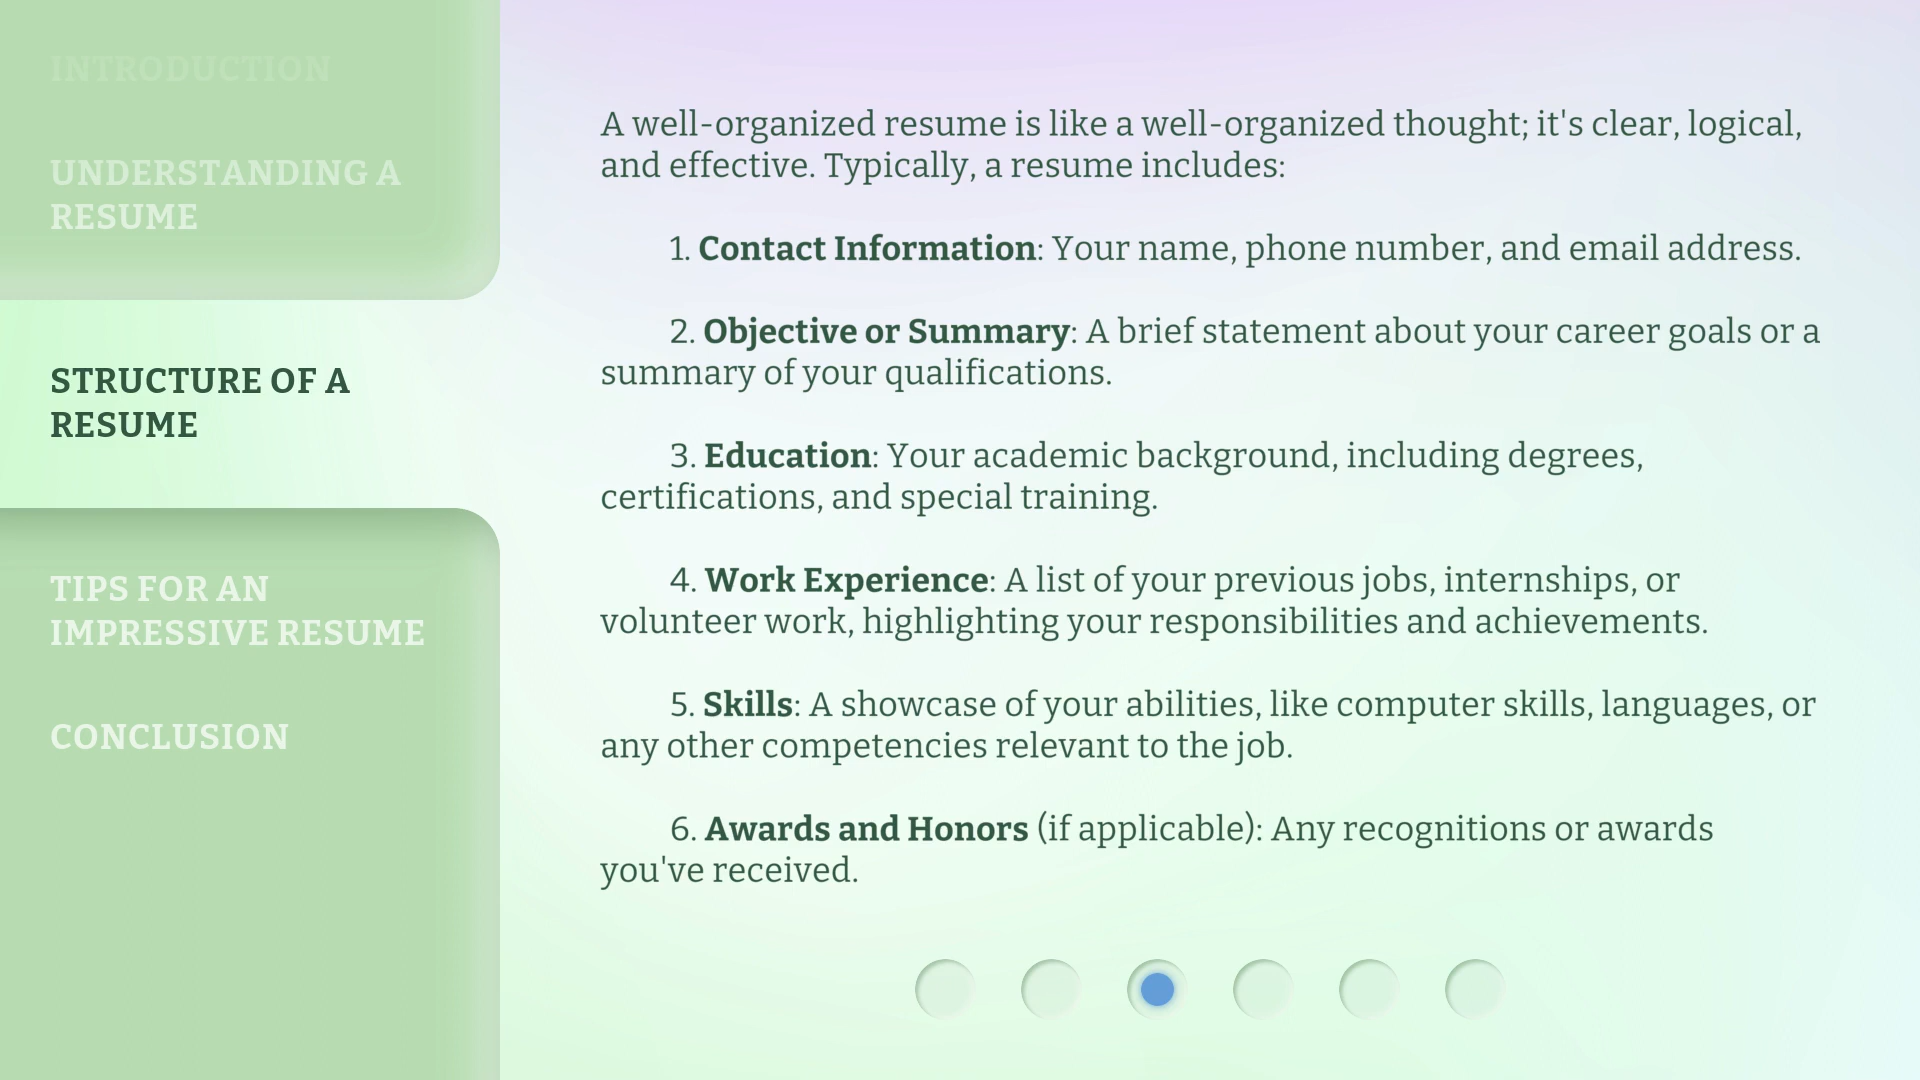 INTRODUCTION
UNDERSTANDING A
RESUME
STRUCTURE OF A
RESUME
TIPS FOR AN
IMPRESSIVE RESUME
CONCLUSION
A well-organized resume is like a well-organized thought; it's clear, logical,
and effective. Typically, a resume includes:
1. Contact Information: Your name, phone number, and email address.
2. Objective or Summary: A brief statement about your career goals or a
summary of your qualifications.
3. Education: Your academic background, including degrees,
certifications, and special training.
4. Work Experience: A list of your previous jobs, internships, or
volunteer work, highlighting your responsibilities and achievements.
5. Skills: A showcase of your abilities, like computer skills, languages, or
any other competencies relevant to the job.
6. Awards and Honors (if applicable): Any recognitions or awards
you've received.